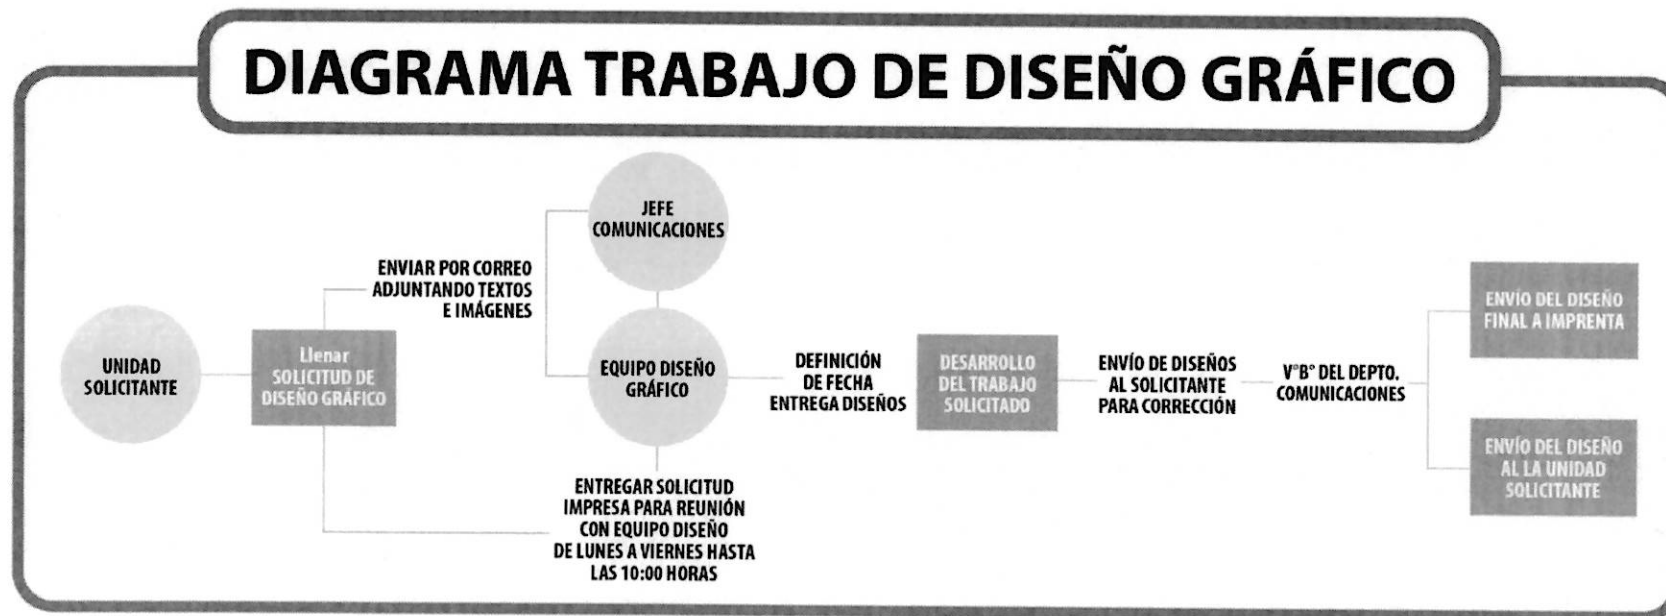 DIAGRAMA TRABAJO DE DISEÑO GRÁFICO
UNIDAD
SOLICITANTE
Llenar
SOLICITUD DE
DISEÑO GRÁFICO
ENVIAR POR CORREO
ADJUNTANDO TEXTOS
E IMÁGENES
JEFE
COMUNICACIONES
EQUIPO DISEÑO
GRÁFICO
ENTREGAR SOLICITUD
IMPRESA PARA REUNIÓN
CON EQUIPO DISEÑO
DE LUNES A VIERNES HASTA
LAS 10:00 HORAS
DEFINICIÓN
DE FECHA
ENTREGA DISEÑOS
DESARROLLO
DEL TRABAJO
SOLICITADO
ENVÍO DE DISEÑOS
AL SOLICITANTE
PARA CORRECCIÓN
V°B° DEL DEPTO.
COMUNICACIONES
ENVÍO DEL DISEÑO
FINAL A IMPRENTA
ENVÍO DEL DISEÑO
AL LA UNIDAD
SOLICITANTE